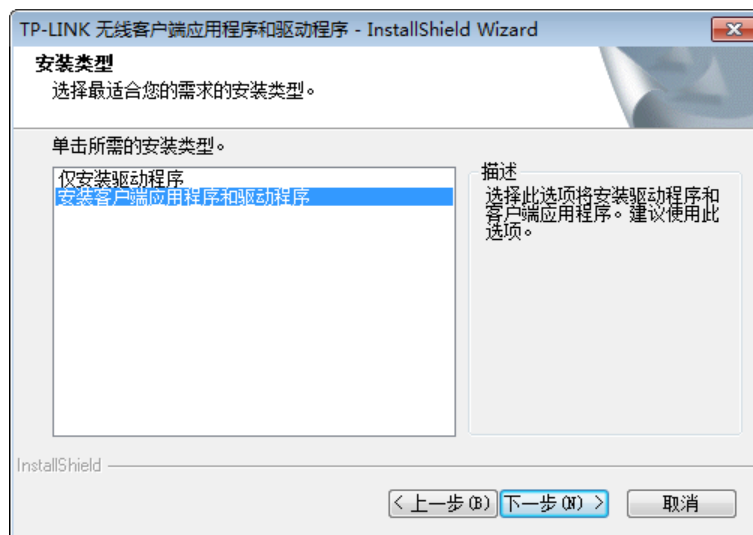 TP-LINK 无线客户端应用程序和驱动程序 - InstallShield Wizard
安装类型
选择最适合您的需求的安装类型。
单击所需的安装类型。
仅安装驱动程序
安装客户端应用程序和驱动程序
描述
选择此选项将安装驱动程序和
客户端应用程序。建议使用此
选项。
InstallShield
< 上一步(B) 下一步(N) > 取消